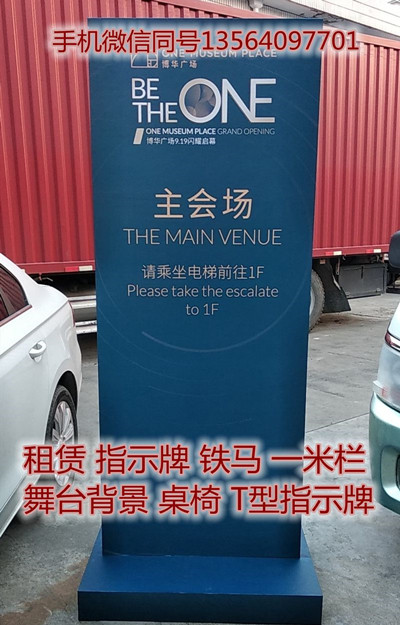 手机微信同号13564097701
ONE MUSEUM PLACE
博华广场
BE
THE ONE
ONE MUSEUM PLACE GRAND OPENING
博华广场9.19闪耀启幕
主会场
THE MAIN VENUE
请乘坐电梯前往1F
Please take the escalate
to 1F
租赁 指示牌 铁马 一米栏
舞台背景 桌椅 T型指示牌